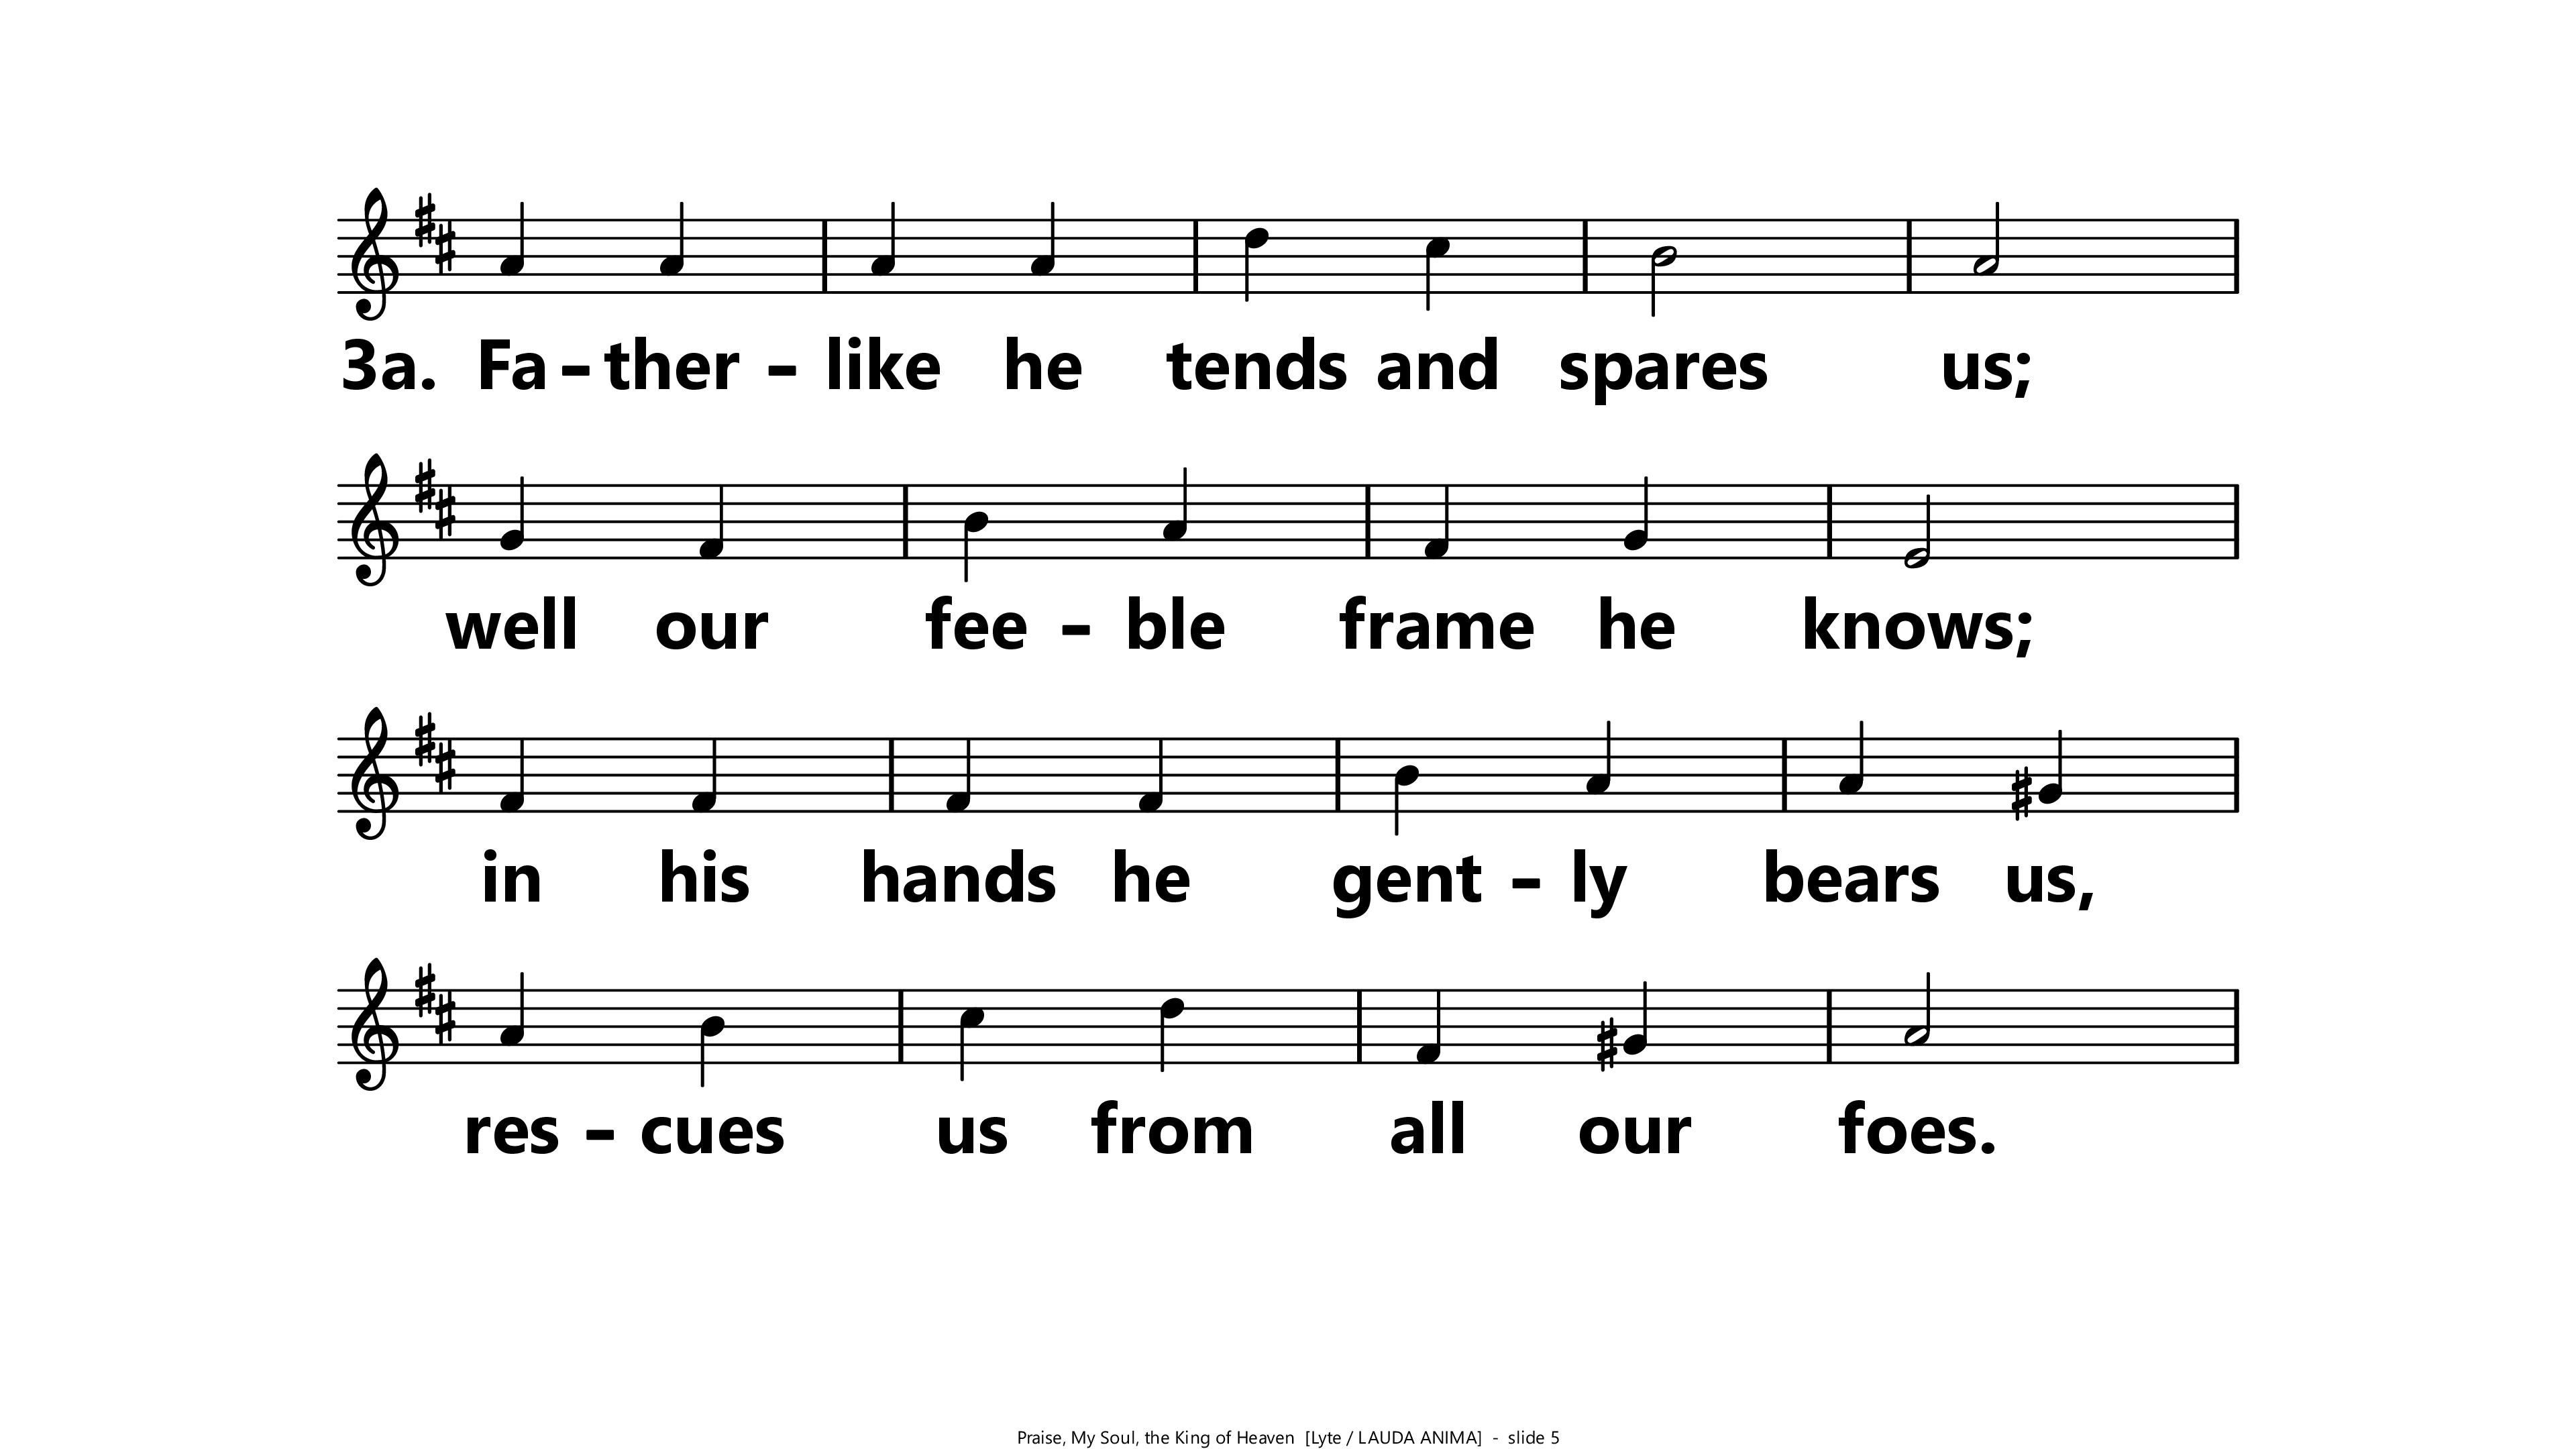 3a. Fa - ther - like he tends and spares us;
well our fee - ble frame he knows;
in his hands he gent - ly bears us,
res - cues us from all our foes.
Praise, My Soul, the King of Heaven [Lyte / LAUDA ANIMA] - slide 5